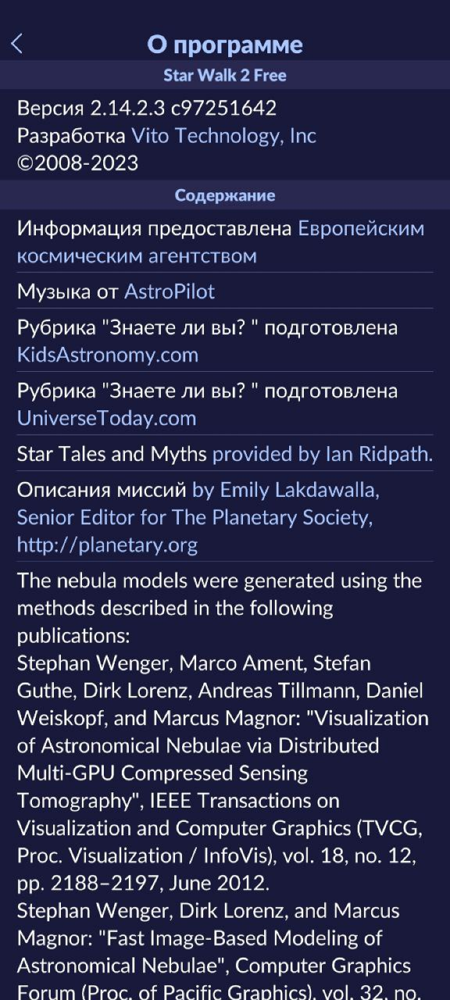 О программе
Star Walk 2 Free
Версия 2.14.2.3 c97251642
Разработка Vito Technology, Inc
©2008-2023
Содержание
Информация предоставлена Европейским
космическим агентством
Музыка от AstroPilot
Рубрика "Знаете ли вы? " подготовлена
KidsAstronomy.com
Рубрика "Знаете ли вы? " подготовлена
UniverseToday.com
Star Tales and Myths provided by Ian Ridpath.
Описания миссий by Emily Lakdawalla,
Senior Editor for The Planetary Society,
http://planetary.org
The nebula models were generated using the
methods described in the following
publications:
Stephan Wenger, Marco Ament, Stefan
Guthe, Dirk Lorenz, Andreas Tillmann, Daniel
Weiskopf, and Marcus Magnor: "Visualization
of Astronomical Nebulae via Distributed
Multi-GPU Compressed Sensing
Tomography", IEEE Transactions on
Visualization and Computer Graphics (TVCG,
Proc. Visualization / InfoVis), vol. 18, no. 12,
pp. 2188–2197, June 2012.
Stephan Wenger, Dirk Lorenz, and Marcus
Magnor: "Fast Image-Based Modeling of
Astronomical Nebulae", Computer Graphics
Forum (Proc. of Pacific Graphics), vol. 32, no.